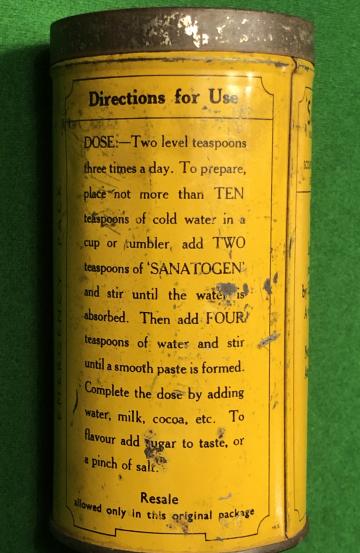 Directions for Use
DOSE:—Two level teaspoons
three times a day. To prepare,
place not more than TEN
teaspoons of cold water in a
cup or tumbler, add TWO
teaspoons of 'SANATOGEN'
and stir until the water is
absorbed. Then add FOUR
teaspoons of water and stir
until a smooth paste is formed.
Complete the dose by adding
water, milk, cocoa, etc. To
flavour add sugar to taste, or
a pinch of salt.
Resale
allowed only in this original package